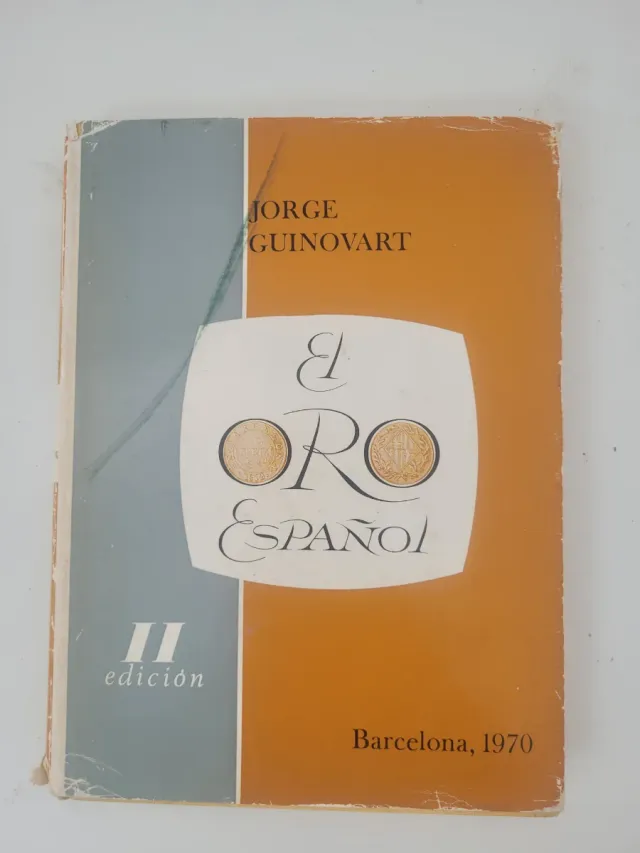 JORGE
GUINOVART
El
ORO
ESPAÑOL
II
edición
Barcelona, 1970